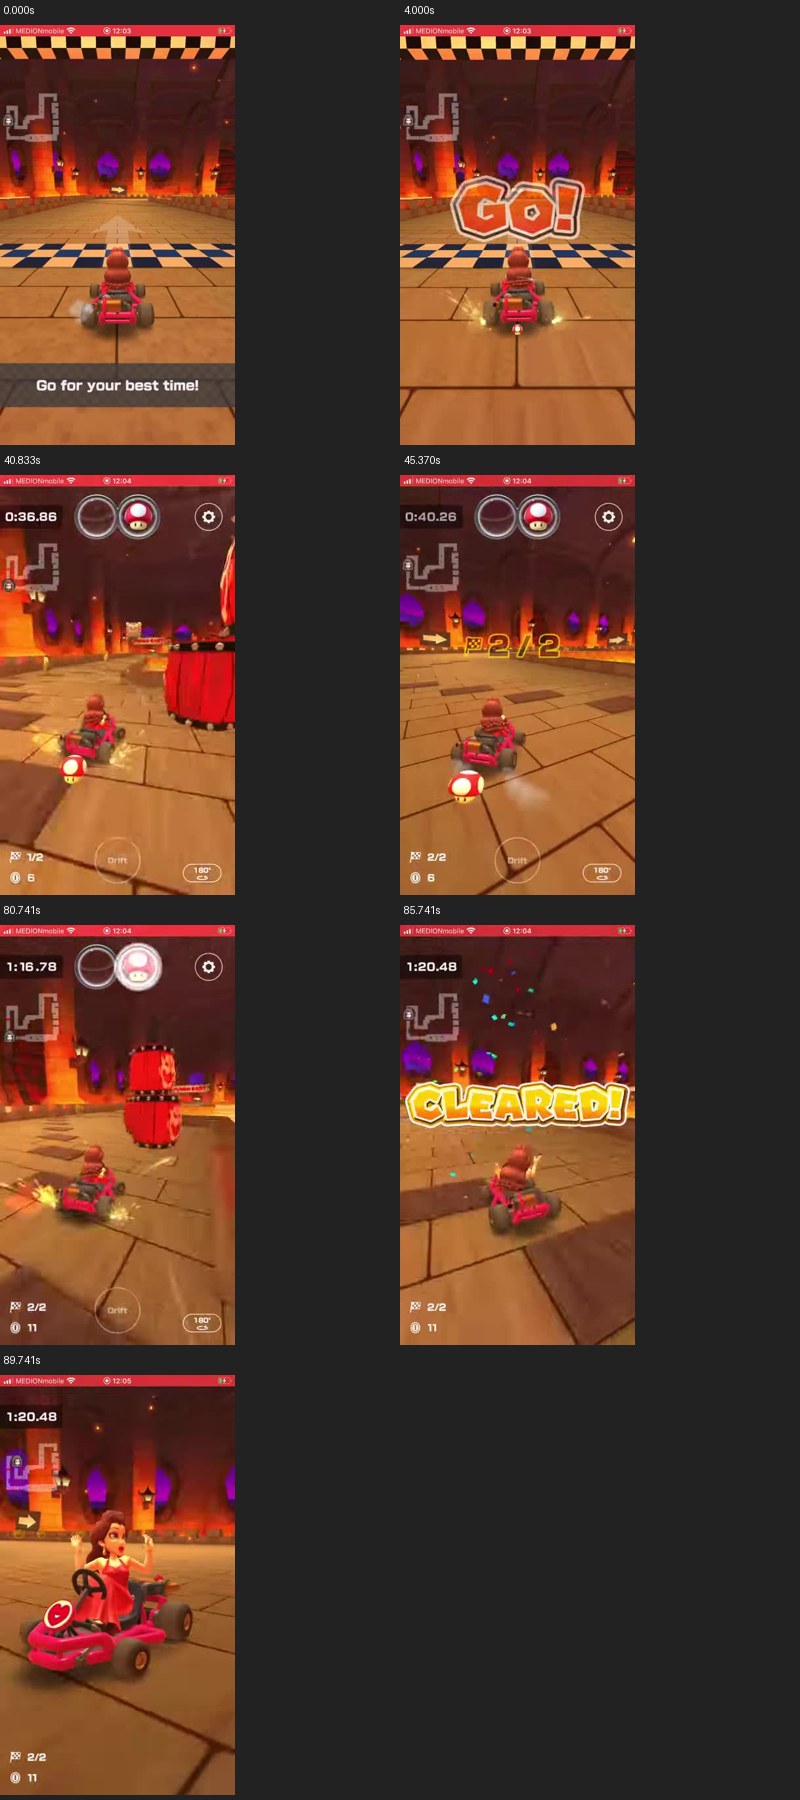 0.000s
MEDIONmobile 12:03
Go for your best time!
4.000s
MEDIONmobile 12:03
GO!
40.833s
MEDIONmobile 12:04
0:36.86
1/2
6
Drift
180°
45.370s
MEDIONmobile 12:04
0:40.26
2/2
2/2
6
Drift
180°
80.741s
MEDIONmobile 12:04
1:16.78
2/2
11
Drift
180°
85.741s
MEDIONmobile 12:04
1:20.48
CLEARED!
2/2
11
89.741s
MEDIONmobile 12:05
1:20.48
2/2
11